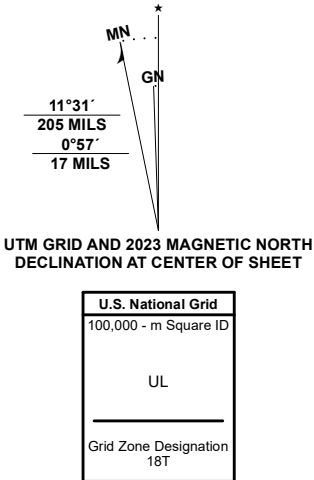 ★
MN
GN
11°31´
205 MILS
0°57´
17 MILS
UTM GRID AND 2023 MAGNETIC NORTH
DECLINATION AT CENTER OF SHEET
U.S. National Grid
100,000 - m Square ID
UL
Grid Zone Designation
18T